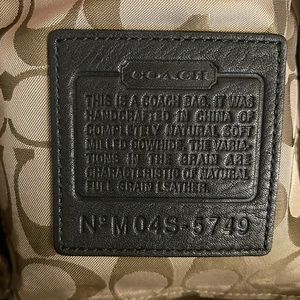 COACH
THIS IS A COACH BAG. IT WAS
HANDCRAFTED IN CHINA OF
COMPLETELY NATURAL SOFT
MILLED COWHIDE. THE VARIA-
TIONS IN THE GRAIN ARE
CHARACTERISTIC OF NATURAL
FULL GRAIN LEATHER.
Nº M04S-5749